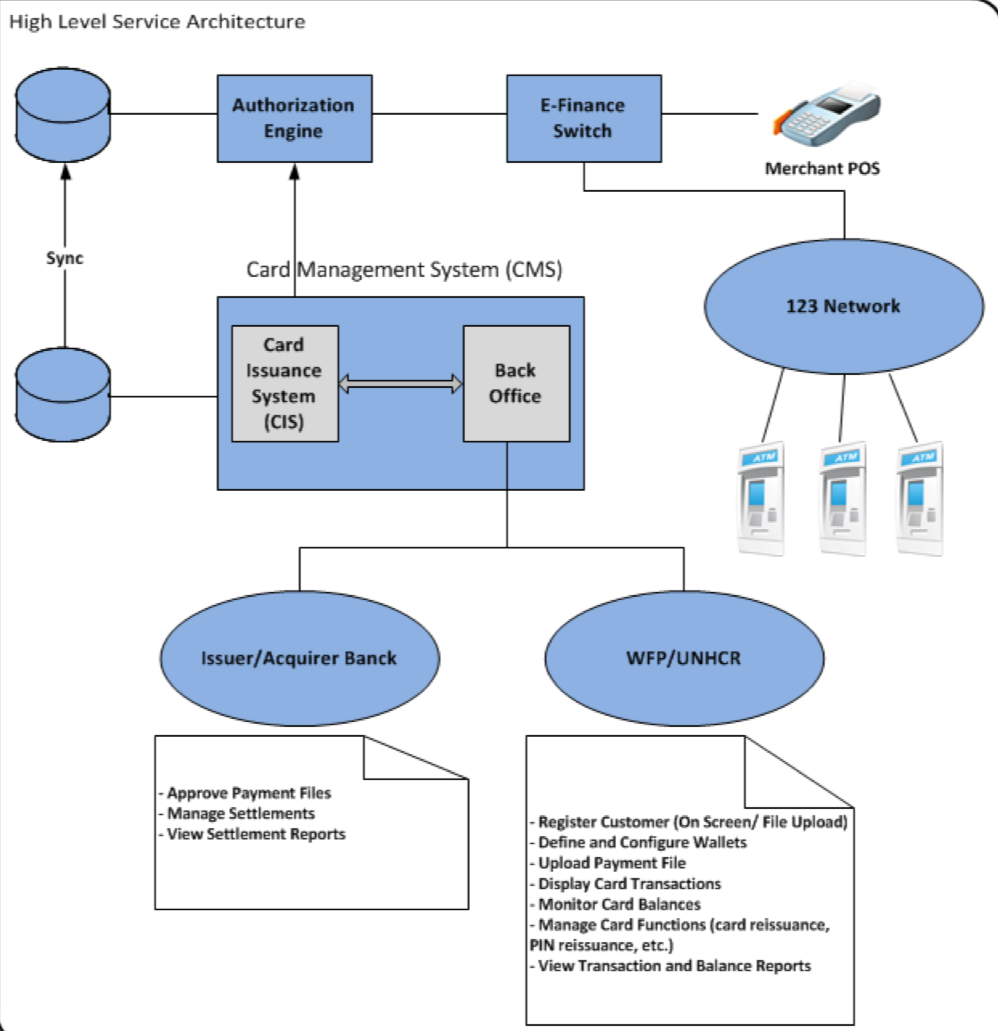 High Level Service Architecture
Authorization
Engine
E-Finance
Switch
Merchant POS
Sync
Card Management System (CMS)
123 Network
Card
Issuance
System
(CIS)
Back
Office
ATM
ATM
ATM
Issuer/Acquirer Banck
WFP/UNHCR
- Approve Payment Files
- Manage Settlements
- View Settlement Reports
- Register Customer (On Screen/ File Upload)
- Define and Configure Wallets
- Upload Payment File
- Display Card Transactions
- Monitor Card Balances
- Manage Card Functions (card reissuance,
PIN reissuance, etc.)
- View Transaction and Balance Reports